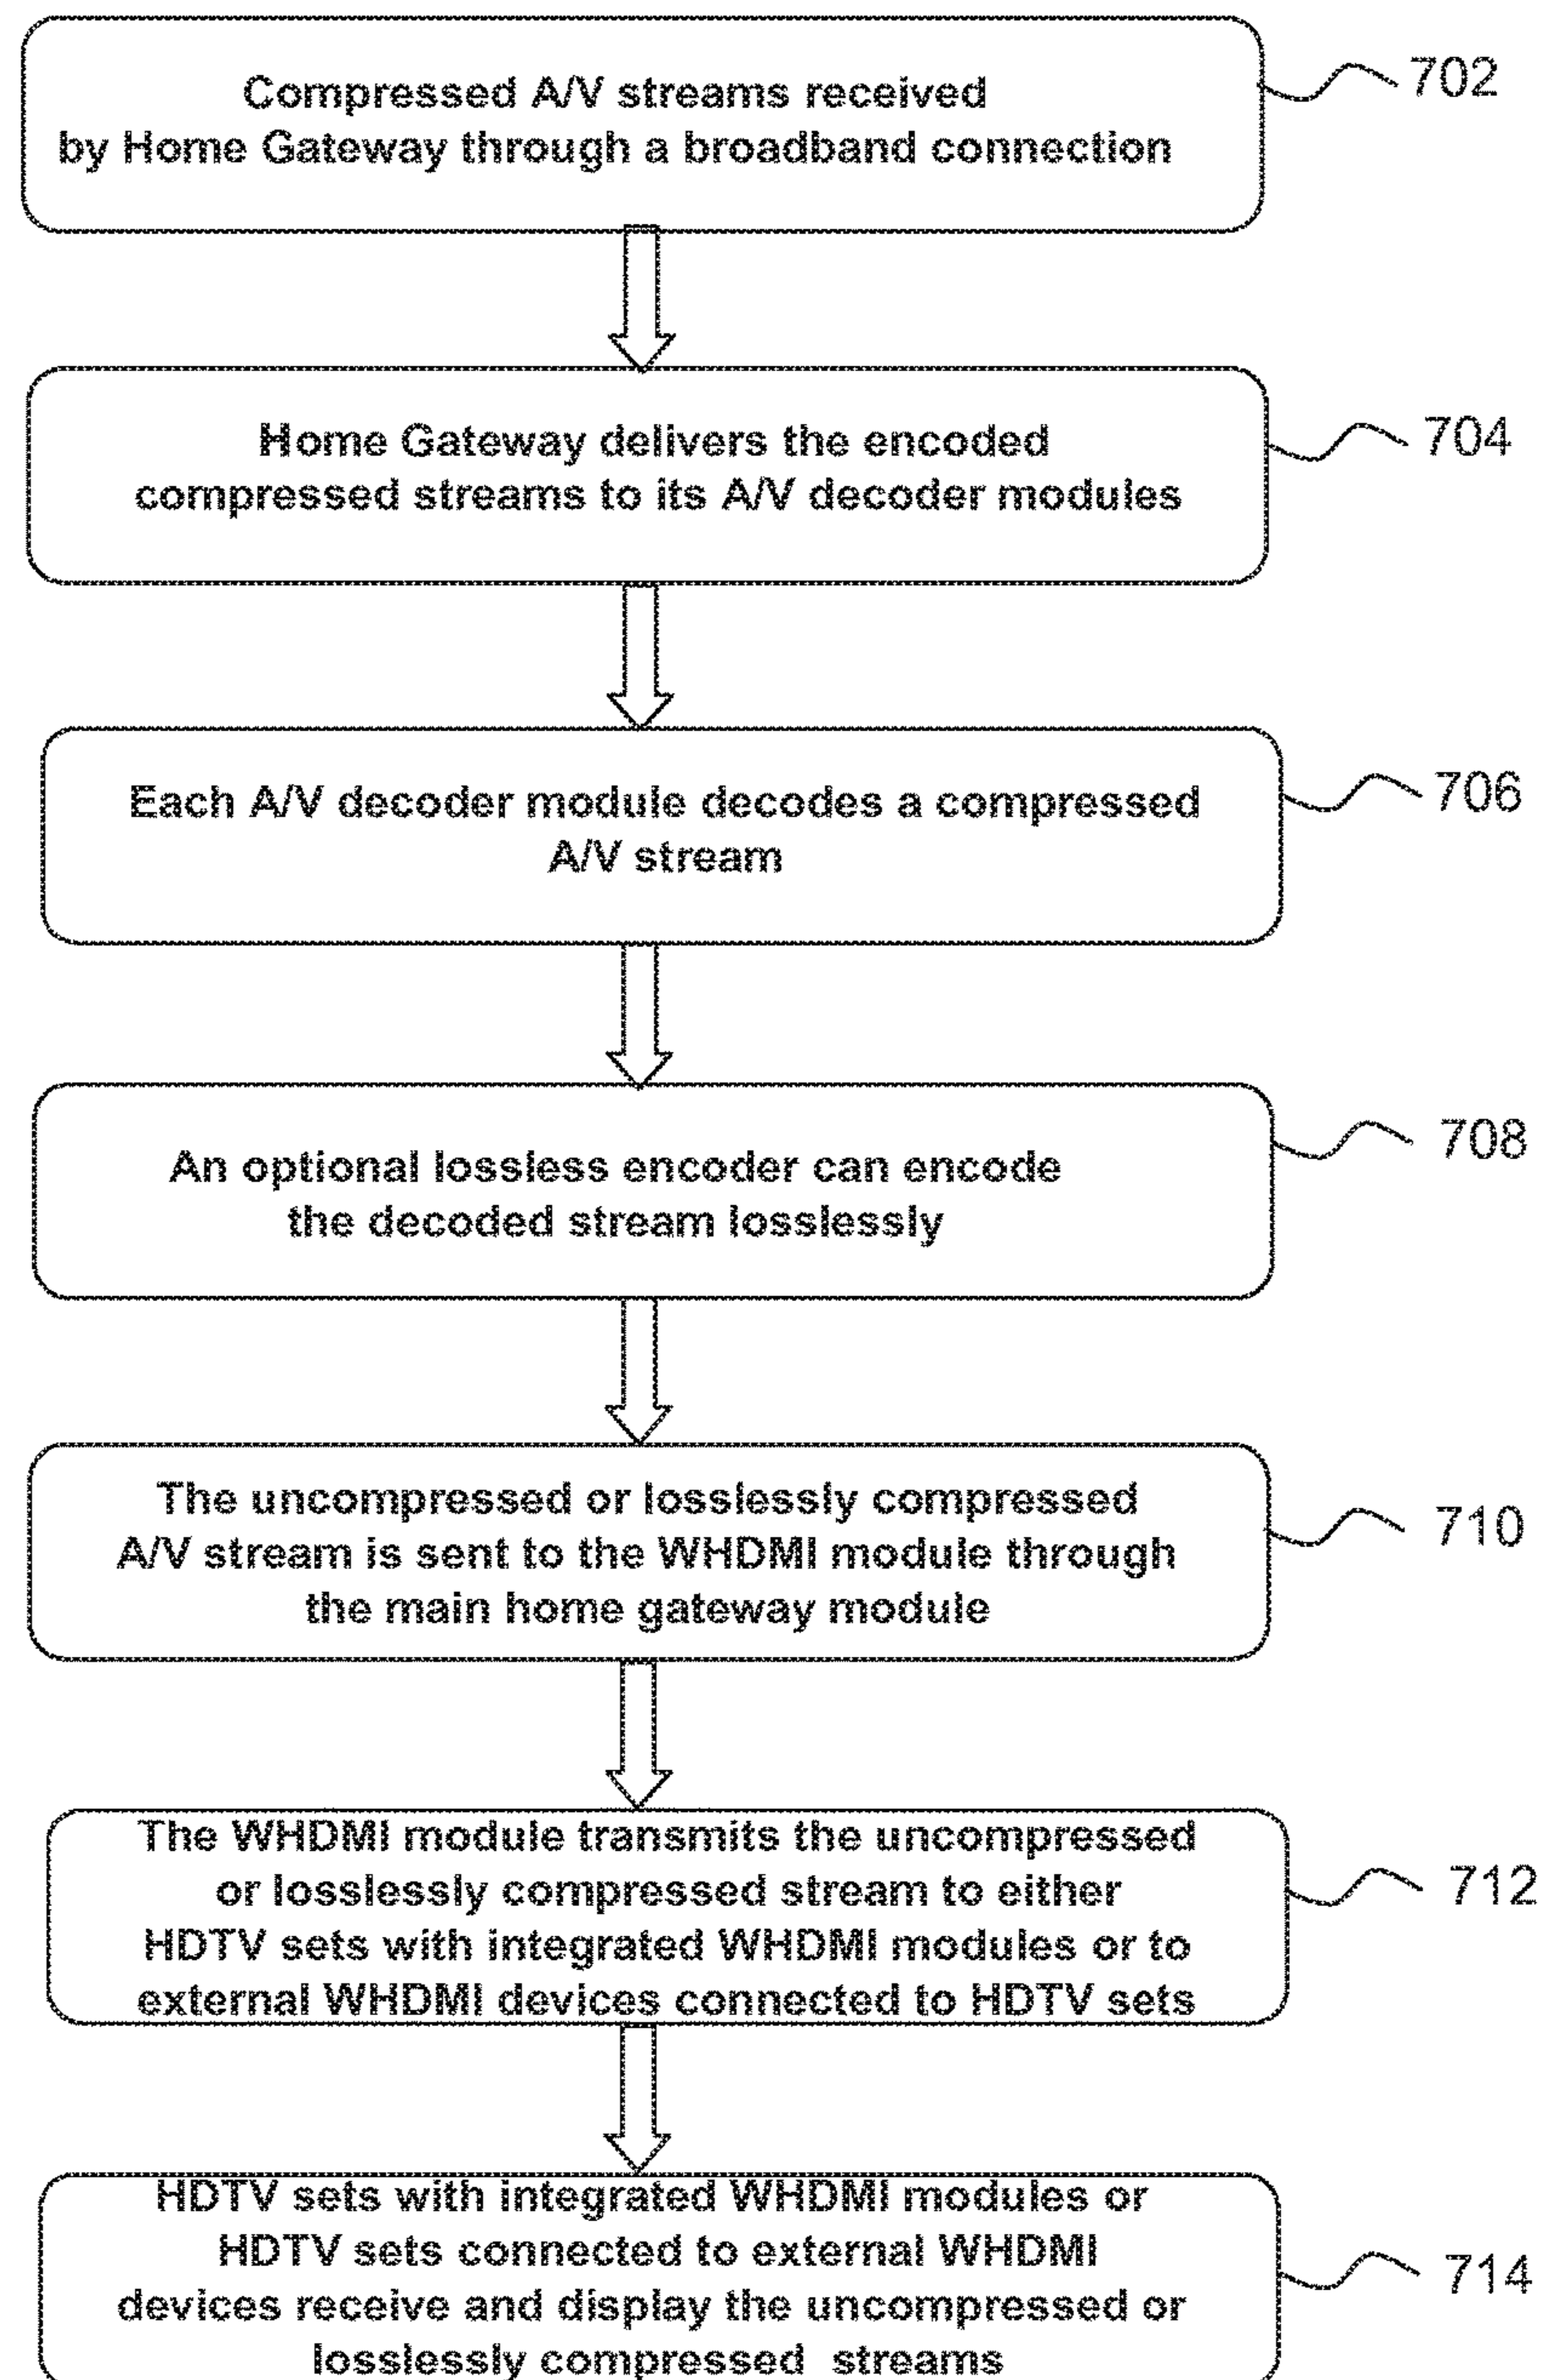 Compressed A/V streams received
by Home Gateway through a broadband connection
702
Home Gateway delivers the encoded
compressed streams to its A/V decoder modules
704
Each A/V decoder module decodes a compressed
A/V stream
706
An optional lossless encoder can encode
the decoded stream losslessly
708
The uncompressed or losslessly compressed
A/V stream is sent to the WHDMI module through
the main home gateway module
710
The WHDMI module transmits the uncompressed
or losslessly compressed stream to either
HDTV sets with integrated WHDMI modules or to
external WHDMI devices connected to HDTV sets
712
HDTV sets with integrated WHDMI modules or
HDTV sets connected to external WHDMI
devices receive and display the uncompressed or
losslessly compressed streams
714